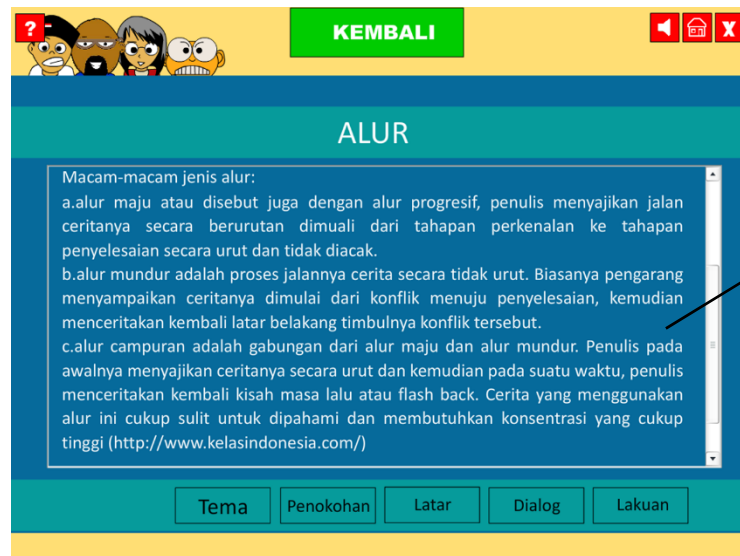 ?
KEMBALI
X
ALUR
Macam-macam jenis alur:
a.alur maju atau disebut juga dengan alur progresif, penulis menyajikan jalan
ceritanya secara berurutan dimuali dari tahapan perkenalan ke tahapan
penyelesaian secara urut dan tidak diacak.
b.alur mundur adalah proses jalannya cerita secara tidak urut. Biasanya pengarang
menyampaikan ceritanya dimulai dari konflik menuju penyelesaian, kemudian
menceritakan kembali latar belakang timbulnya konflik tersebut.
c.alur campuran adalah gabungan dari alur maju dan alur mundur. Penulis pada
awalnya menyajikan ceritanya secara urut dan kemudian pada suatu waktu, penulis
menceritakan kembali kisah masa lalu atau flash back. Cerita yang menggunakan
alur ini cukup sulit untuk dipahami dan membutuhkan konsentrasi yang cukup
tinggi (http://www.kelasindonesia.com/)
Tema Penokohan Latar Dialog Lakuan